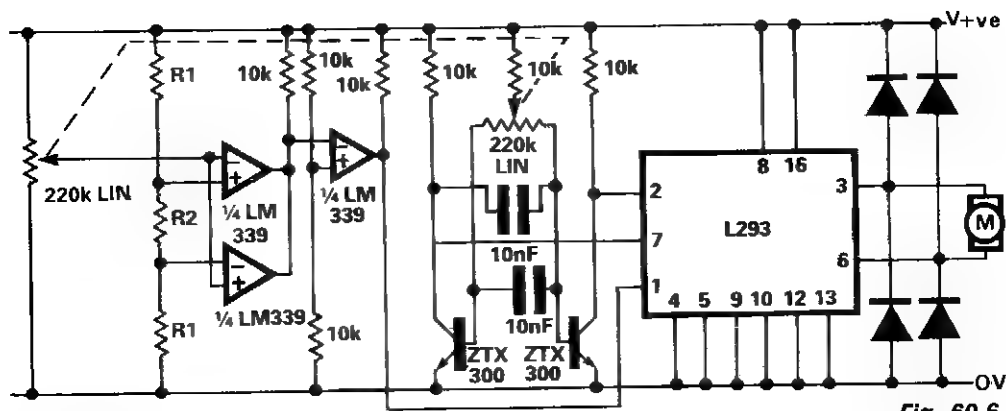 V+ve
R1
10k
10k
10k
10k
10k
10k
220k LIN
R2
R1
¼ LM
339
¼ LM339
¼ LM
339
10k
220k
LIN
10nF
10nF
ZTX
300
ZTX
300
8
16
2
7
1
L293
3
6
4
5
9
10
12
13
M
OV
Fig. 60-6